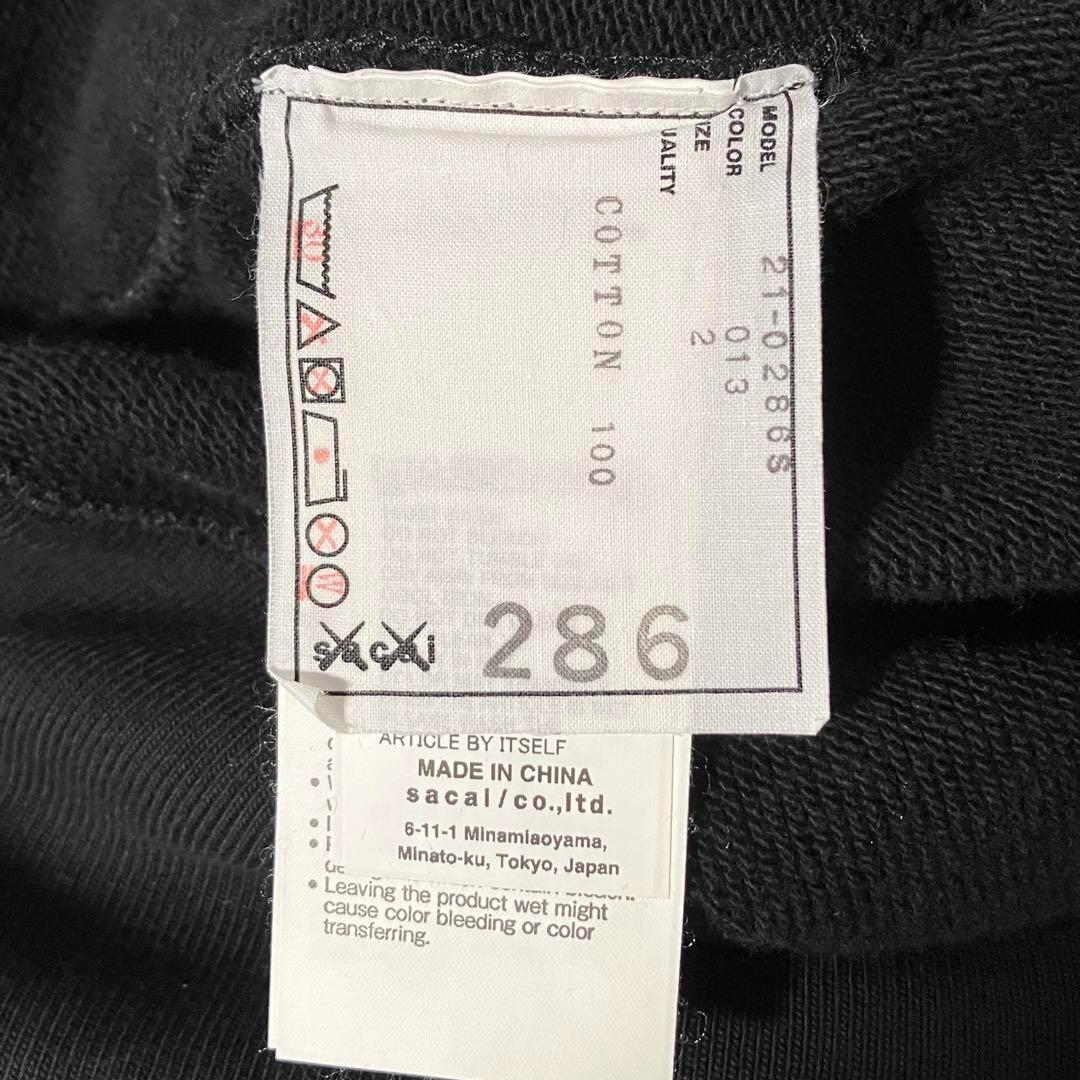 MODEL 21-0286S
COLOR 013
IZE 2
UALITY
COTTON 100
30
W
sacai 286
ARTICLE BY ITSELF
MADE IN CHINA
sacai/co.,ltd.
6-11-1 Minamiaoyama,
Minato-ku, Tokyo, Japan
• Leaving the product wet might
cause color bleeding or color
transferring.